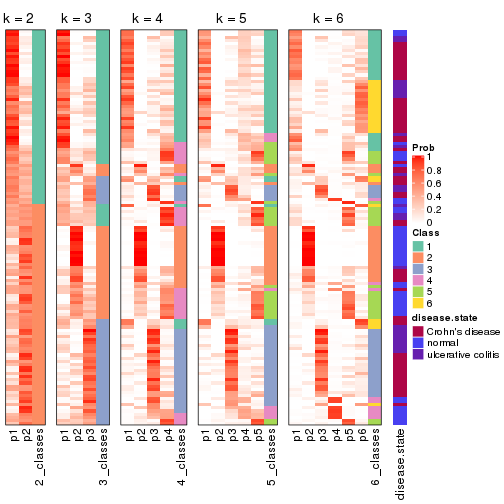 k = 2
k = 3
k = 4
k = 5
k = 6
p1
p2
2_classes
p1
p2
p3
3_classes
p1
p2
p3
p4
4_classes
p1
p2
p3
p4
p5
5_classes
p1
p2
p3
p4
p5
p6
6_classes
disease.state
Prob
1
0.8
0.6
0.4
0.2
0
Class
1
2
3
4
5
6
disease.state
Crohn's disease
normal
ulcerative colitis